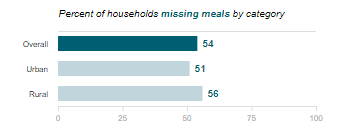 Percent of households missing meals by category
Overall 54
Urban 51
Rural 56
0 25 50 75 100